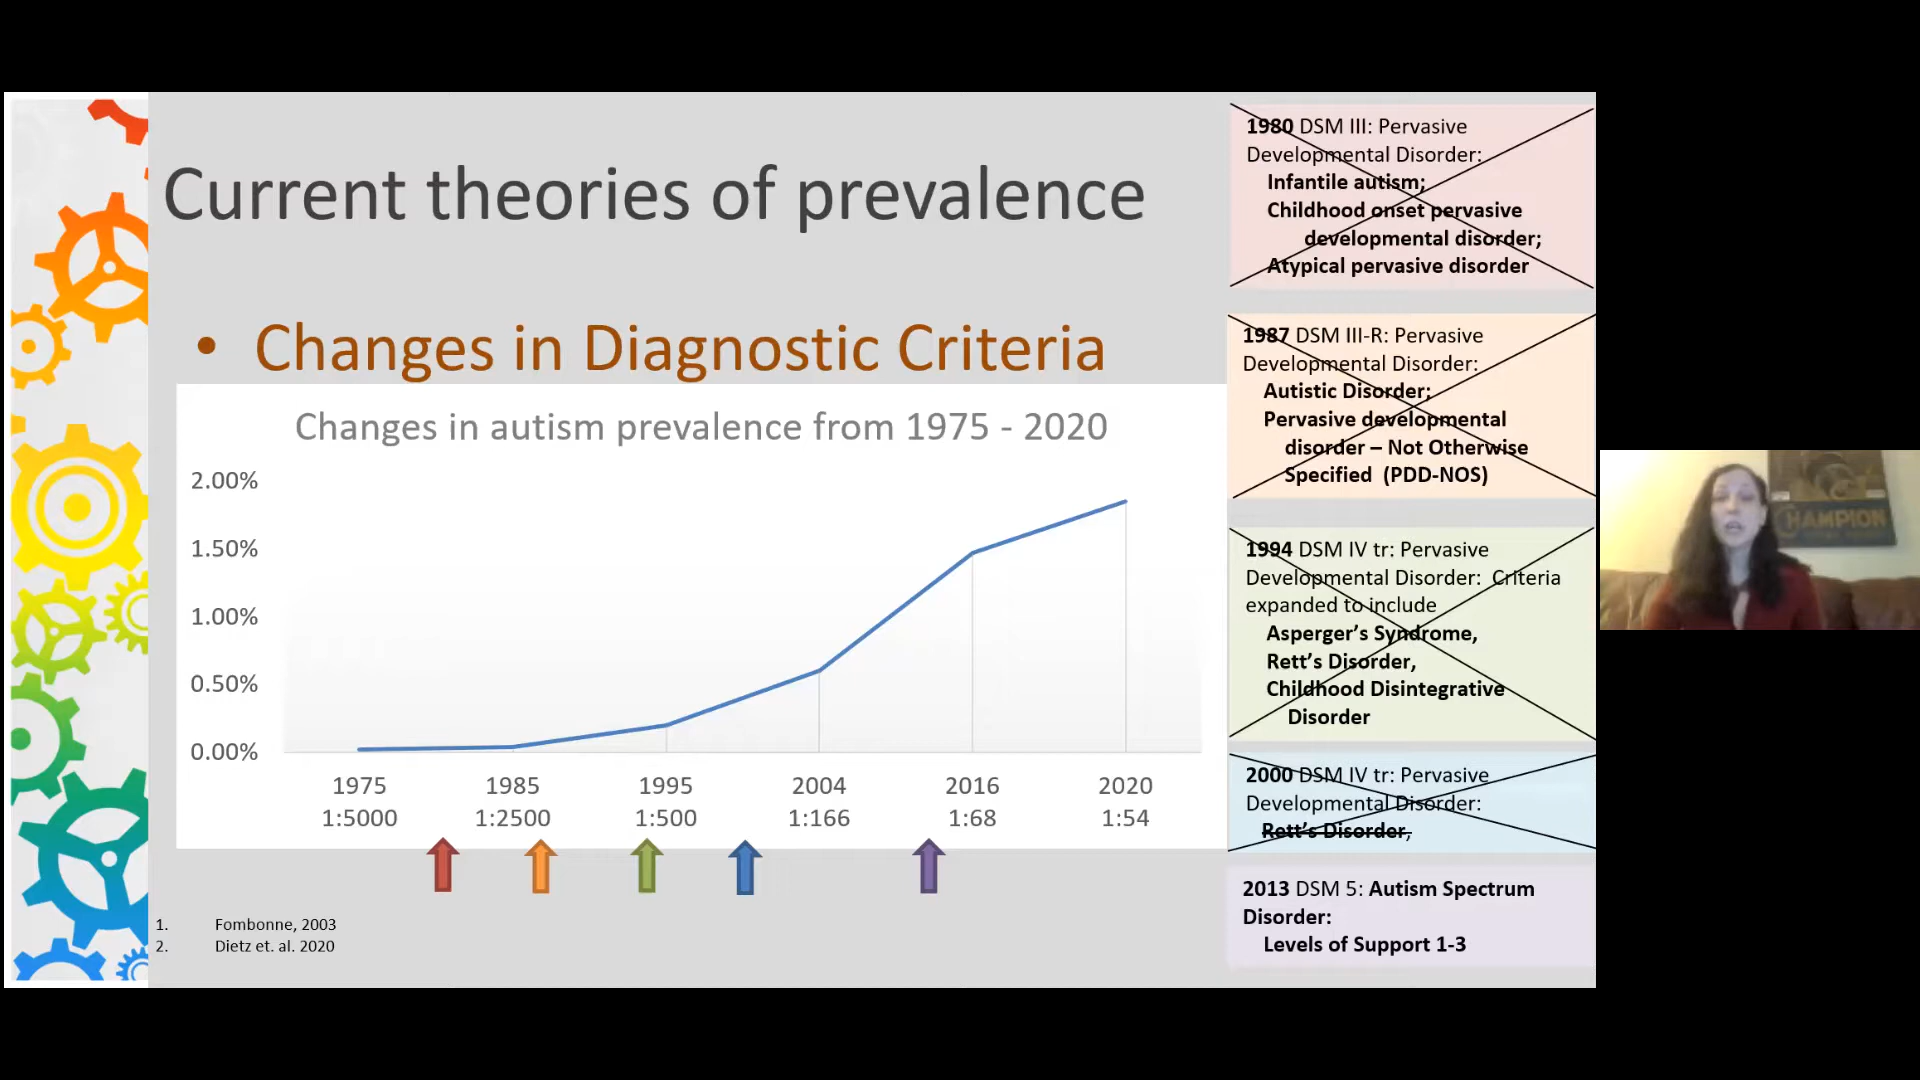 Current theories of prevalence
• Changes in Diagnostic Criteria
Changes in autism prevalence from 1975 - 2020
2.00%
1.50%
1.00%
0.50%
0.00%
1975 1985 1995 2004 2016 2020
1:5000 1:2500 1:500 1:166 1:68 1:54
1. Fombonne, 2003
2. Dietz et. al. 2020
1980 DSM III: Pervasive
Developmental Disorder:
Infantile autism;
Childhood onset pervasive
developmental disorder;
Atypical pervasive disorder
1987 DSM III-R: Pervasive
Developmental Disorder:
Autistic Disorder;
Pervasive developmental
disorder – Not Otherwise
Specified (PDD-NOS)
1994 DSM IV tr: Pervasive
Developmental Disorder: Criteria
expanded to include
Asperger’s Syndrome,
Rett’s Disorder,
Childhood Disintegrative
Disorder
2000 DSM IV tr: Pervasive
Developmental Disorder:
Rett’s Disorder,
2013 DSM 5: Autism Spectrum
Disorder:
Levels of Support 1-3
CHAMPION